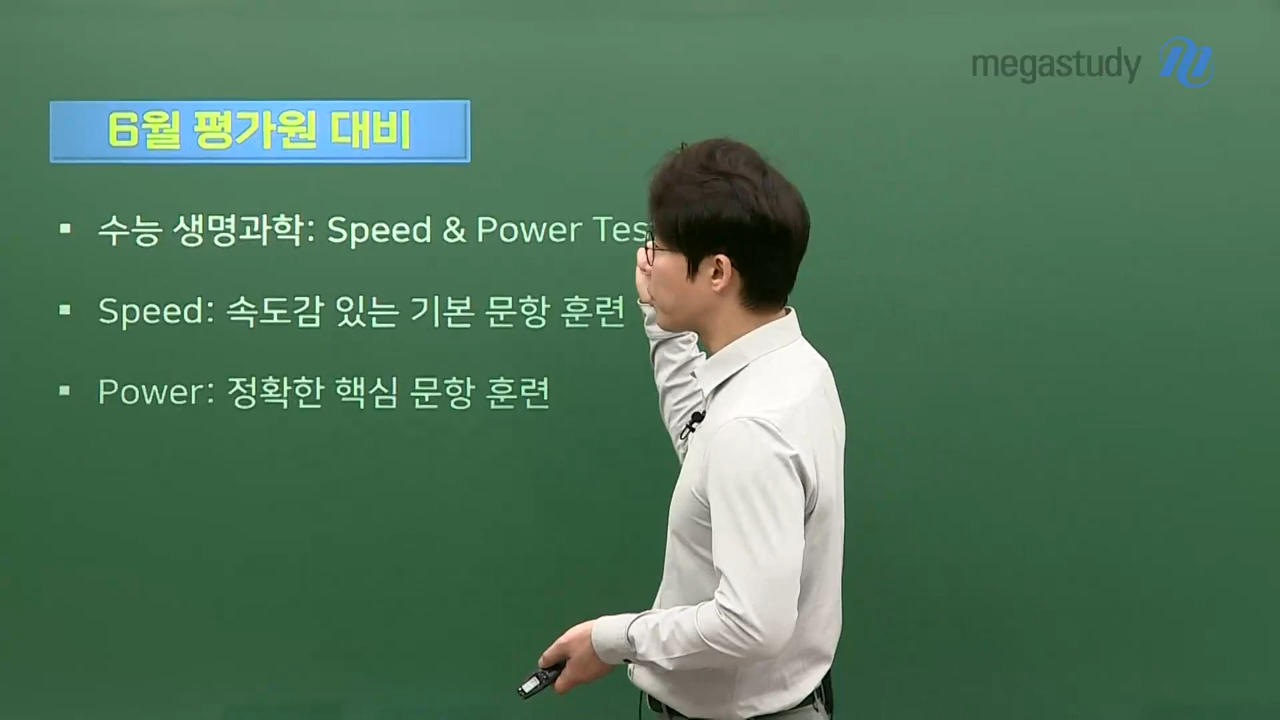 megastudy
6월 평가원 대비
▪ 수능 생명과학: Speed & Power Tes
▪ Speed: 속도감 있는 기본 문항 훈련
▪ Power: 정확한 핵심 문항 훈련